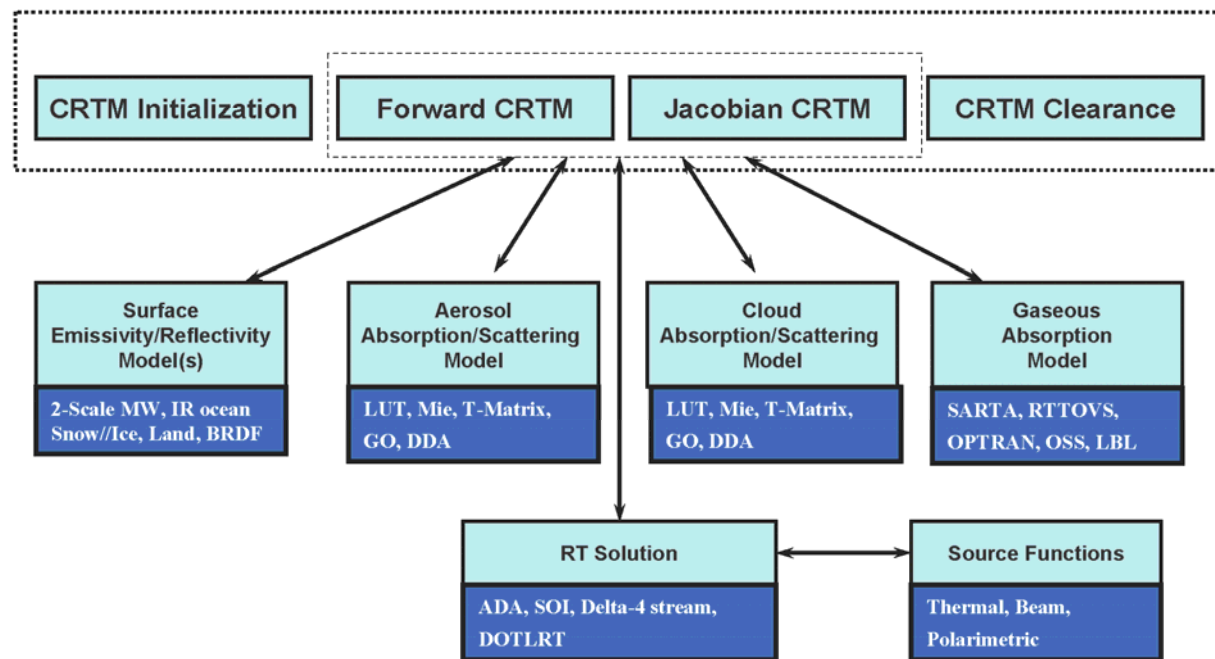 CRTM Initialization
Forward CRTM
Jacobian CRTM
CRTM Clearance
Surface
Emissivity/Reflectivity
Model(s)
2-Scale MW, IR ocean
Snow//Ice, Land, BRDF
Aerosol
Absorption/Scattering
Model
LUT, Mie, T-Matrix,
GO, DDA
Cloud
Absorption/Scattering
Model
LUT, Mie, T-Matrix,
GO, DDA
Gaseous
Absorption
Model
SARTA, RTTOVS,
OPTRAN, OSS, LBL
RT Solution
ADA, SOI, Delta-4 stream,
DOTLRT
Source Functions
Thermal, Beam,
Polarimetric